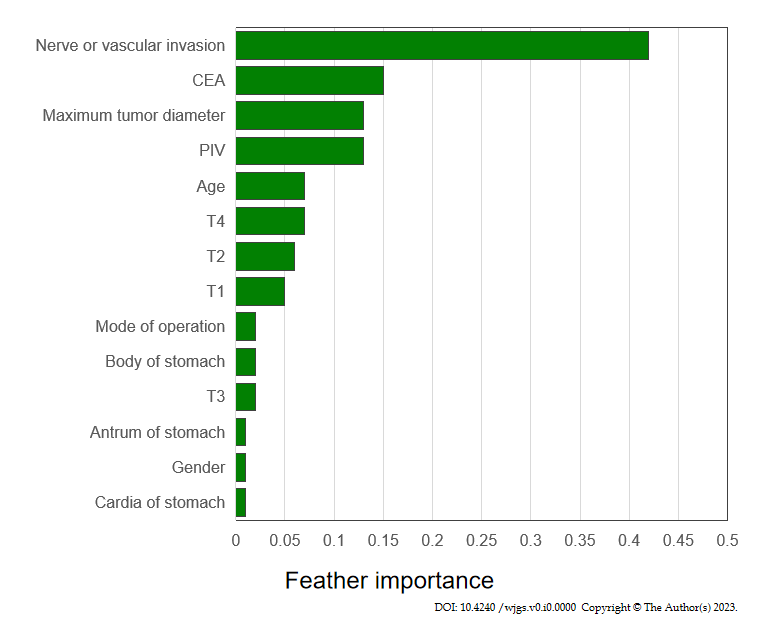 Nerve or vascular invasion
CEA
Maximum tumor diameter
PIV
Age
T4
T2
T1
Mode of operation
Body of stomach
T3
Antrum of stomach
Gender
Cardia of stomach
0 0.05 0.1 0.15 0.2 0.25 0.3 0.35 0.4 0.45 0.5
Feather importance
DOI: 10.4240 /wjgs.v0.i0.0000 Copyright © The Author(s) 2023.